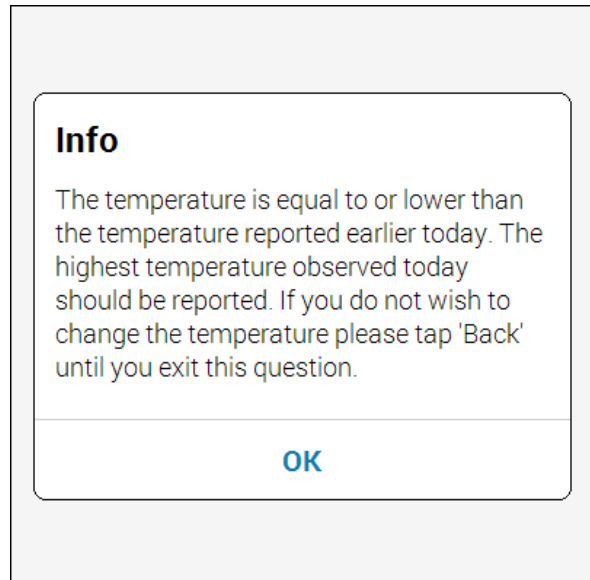 Info
The temperature is equal to or lower than
the temperature reported earlier today. The
highest temperature observed today
should be reported. If you do not wish to
change the temperature please tap 'Back'
until you exit this question.
OK